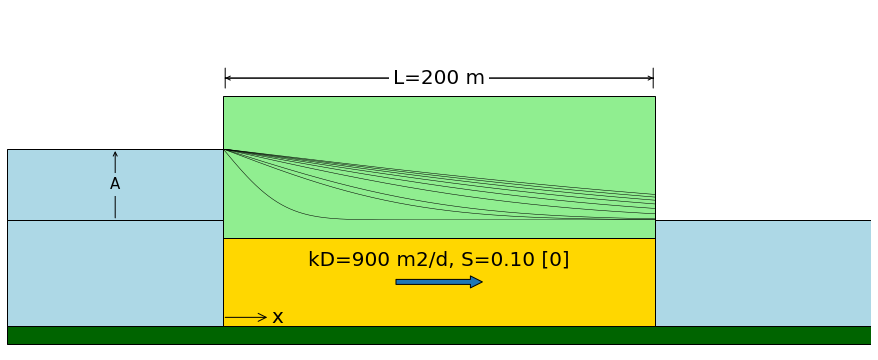 L=200 m
A
kD=900 m2/d, S=0.10 [0]
x